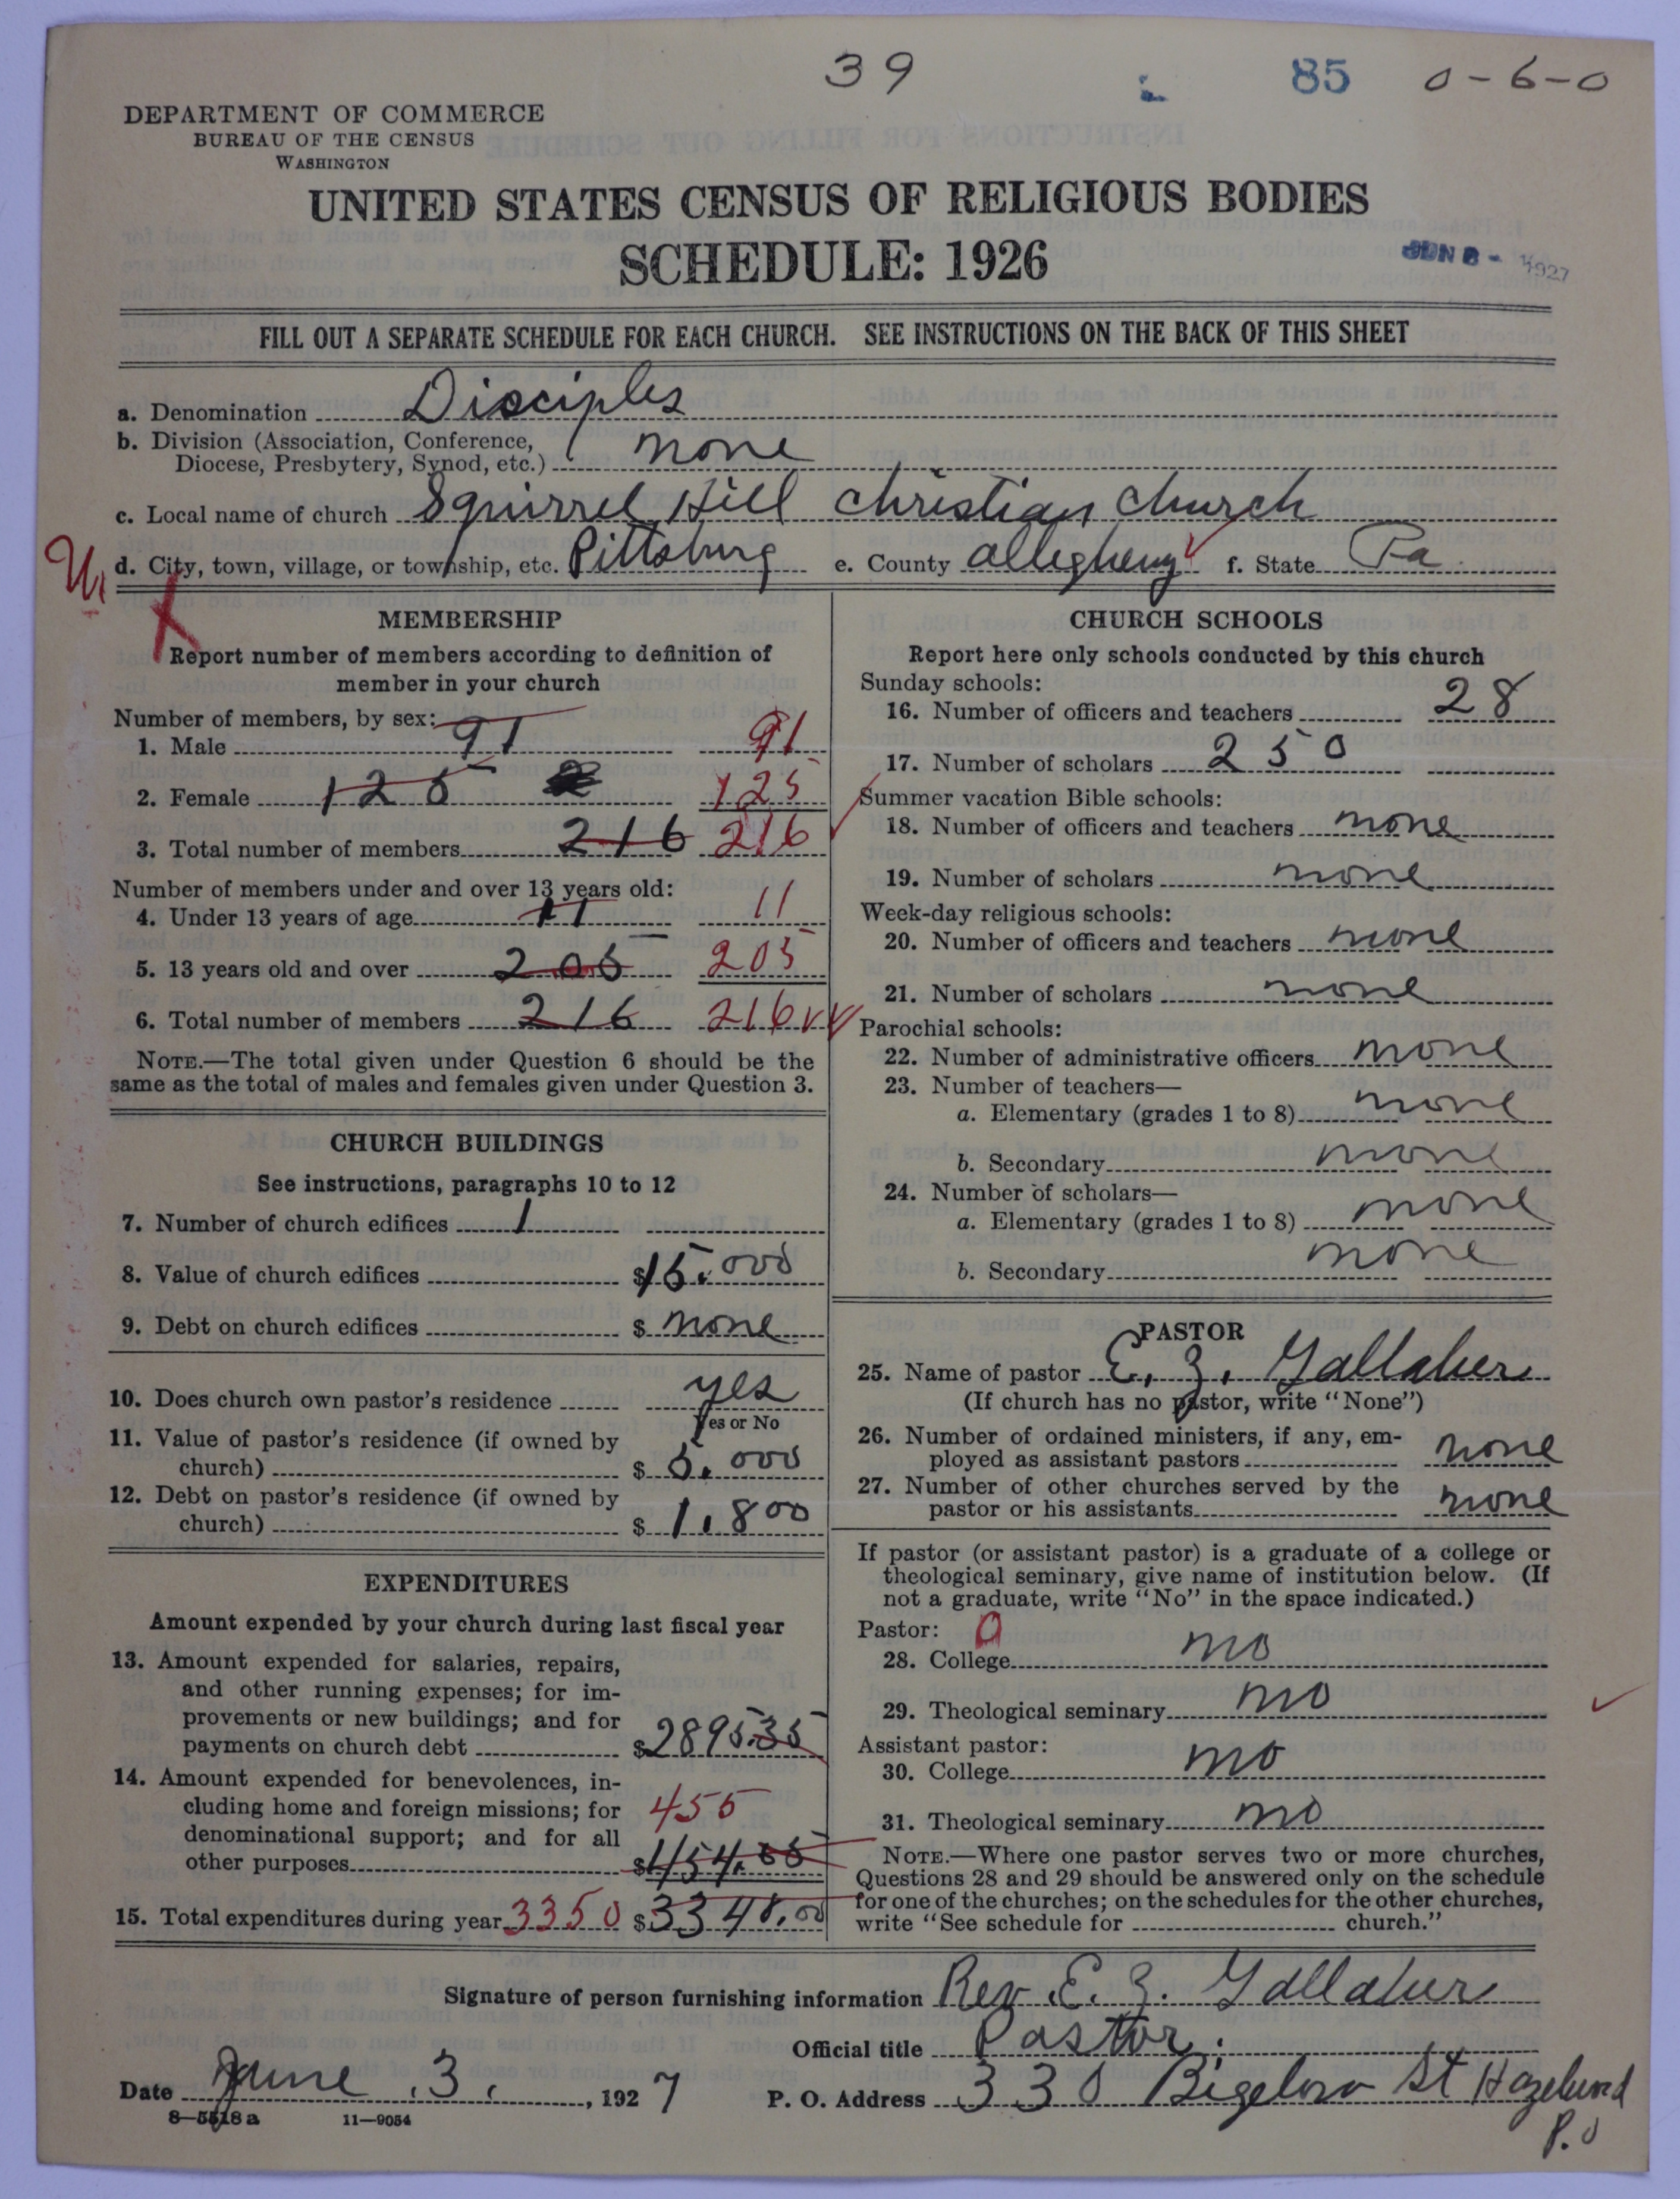 39 85 0-6-0
DEPARTMENT OF COMMERCE
BUREAU OF THE CENSUS
WASHINGTON
UNITED STATES CENSUS OF RELIGIOUS BODIES
SCHEDULE: 1926
JUN 8 - 1927
FILL OUT A SEPARATE SCHEDULE FOR EACH CHURCH. SEE INSTRUCTIONS ON THE BACK OF THIS SHEET
a. Denomination Disciples
b. Division (Association, Conference,
Diocese, Presbytery, Synod, etc.) none
c. Local name of church Squirrel Hill Christian Church
d. City, town, village, or township, etc. Pittsburg e. County Allegheny f. State Pa
MEMBERSHIP
Report number of members according to definition of
member in your church
Number of members, by sex:
1. Male 91 91
2. Female 125 125
3. Total number of members 216 216
Number of members under and over 13 years old:
4. Under 13 years of age 11 11
5. 13 years old and over 205 205
6. Total number of members 216 216
NOTE.—The total given under Question 6 should be the
same as the total of males and females given under Question 3.
CHURCH BUILDINGS
See instructions, paragraphs 10 to 12
7. Number of church edifices 1
8. Value of church edifices $15.000
9. Debt on church edifices $ none
10. Does church own pastor's residence yes
Yes or No
11. Value of pastor's residence (if owned by
church) $ 5.000
12. Debt on pastor's residence (if owned by
church) $ 1,800
EXPENDITURES
Amount expended by your church during last fiscal year
13. Amount expended for salaries, repairs,
and other running expenses; for im-
provements or new buildings; and for
payments on church debt $2895.35
14. Amount expended for benevolences, in-
cluding home and foreign missions; for 455
denominational support; and for all
other purposes $454.65
15. Total expenditures during year 3350 $3348.00
CHURCH SCHOOLS
Report here only schools conducted by this church
Sunday schools:
16. Number of officers and teachers 28
17. Number of scholars 250
Summer vacation Bible schools:
18. Number of officers and teachers none
19. Number of scholars none
Week-day religious schools:
20. Number of officers and teachers none
21. Number of scholars none
Parochial schools:
22. Number of administrative officers none
23. Number of teachers—
a. Elementary (grades 1 to 8) none
b. Secondary none
24. Number of scholars—
a. Elementary (grades 1 to 8) none
b. Secondary none
PASTOR
25. Name of pastor E. Z. Gallaher
(If church has no pastor, write "None")
26. Number of ordained ministers, if any, em-
ployed as assistant pastors none
27. Number of other churches served by the
pastor or his assistants none
If pastor (or assistant pastor) is a graduate of a college or
theological seminary, give name of institution below. (If
not a graduate, write "No" in the space indicated.)
Pastor: 0
28. College no
29. Theological seminary no
Assistant pastor:
30. College no
31. Theological seminary no
NOTE.—Where one pastor serves two or more churches,
Questions 28 and 29 should be answered only on the schedule
for one of the churches; on the schedules for the other churches,
write "See schedule for church."
Signature of person furnishing information Rev. E. Z. Gallaher
Official title Pastor.
Date June 3, 1927 P. O. Address 330 Bigelow St Hazelwood
P.O
8-5518a 11-9054